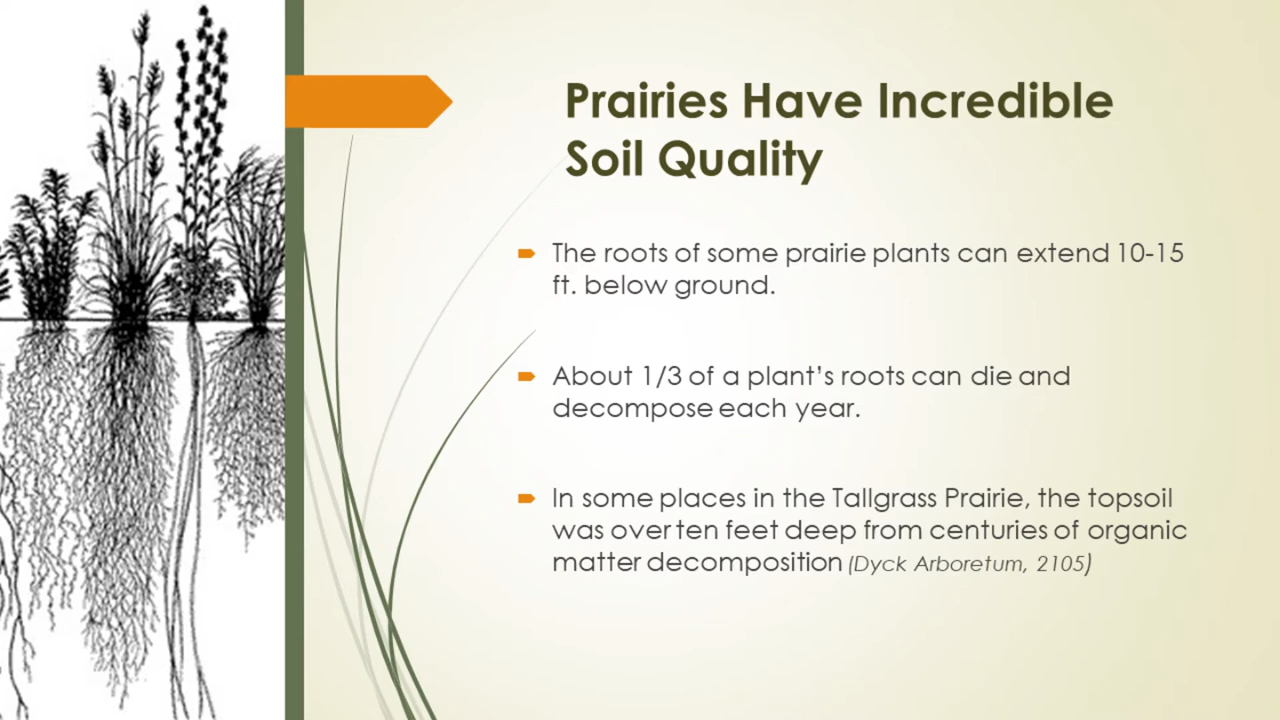 Prairies Have Incredible
Soil Quality
The roots of some prairie plants can extend 10-15
ft. below ground.
About 1/3 of a plant's roots can die and
decompose each year.
In some places in the Tallgrass Prairie, the topsoil
was over ten feet deep from centuries of organic
matter decomposition (Dyck Arboretum, 2105)